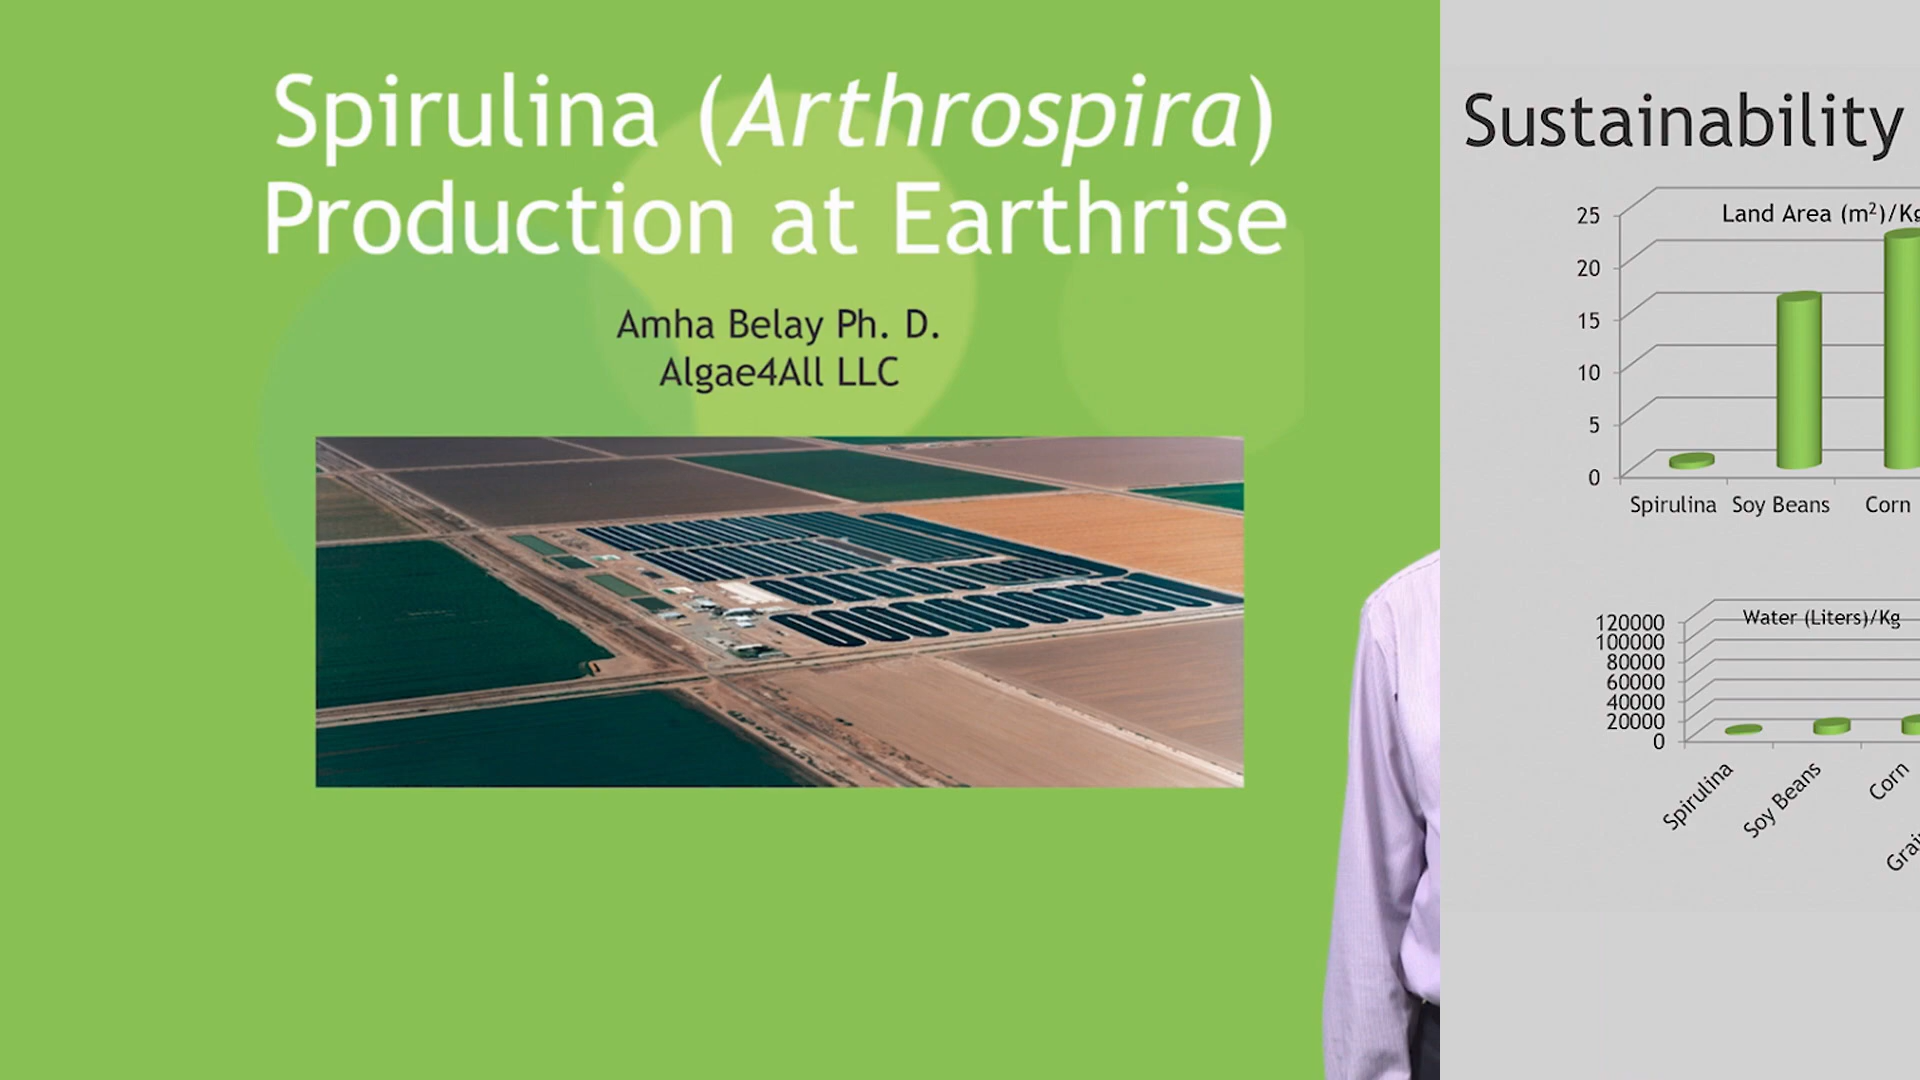 Spirulina (Arthrospira)
Production at Earthrise
Amha Belay Ph. D.
Algae4All LLC
Sustainability
Land Area (m²)/Kg
25
20
15
10
5
0
Spirulina Soy Beans Corn
Water (Liters)/Kg
120000
100000
80000
60000
40000
20000
0
Spirulina
Soy Beans
Corn